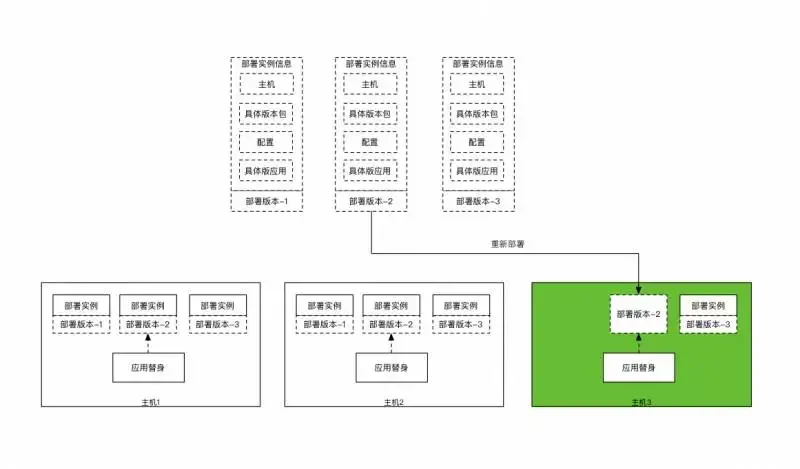 部署实例信息
主机
具体版本包
配置
具体版应用
部署版本-1
部署实例信息
主机
具体版本包
配置
具体版应用
部署版本-2
部署实例信息
主机
具体版本包
配置
具体版应用
部署版本-3
重新部署
部署实例
部署版本-1
部署实例
部署版本-2
部署实例
部署版本-3
应用替身
主机1
部署实例
部署版本-1
部署实例
部署版本-2
部署实例
部署版本-3
应用替身
主机2
部署版本-2
部署实例
部署版本-3
应用替身
主机3